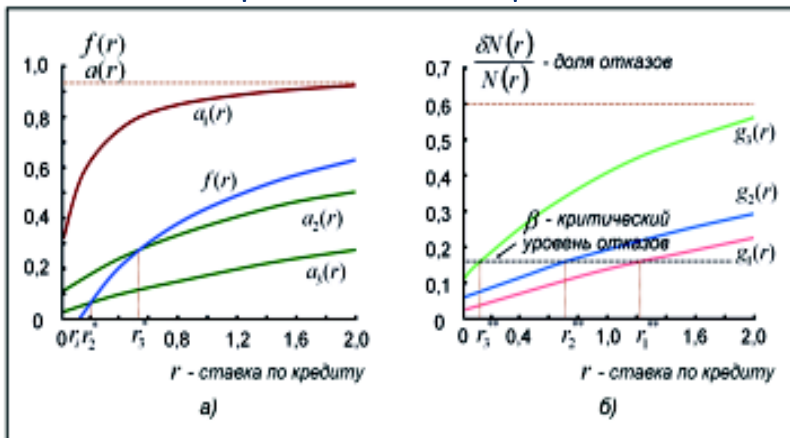 f(r)
a(r)
1,0
0,8
0,6
0,4
0,2
0
a₁(r)
f(r)
a₂(r)
a₃(r)
0 r₁* r₂* r₃* 0,8 1,2 1,6 2,0
r - ставка по кредиту
а)
δN(r)
N(r) - доля отказов
0,7
0,6
0,5
0,4
0,3
0,2
0,1
0
g₃(r)
g₂(r)
β - критический
уровень отказов
g₁(r)
0 r₃** 0,4 r₂** 1,0 r₁** 1,6 2,0
r - ставка по кредиту
б)